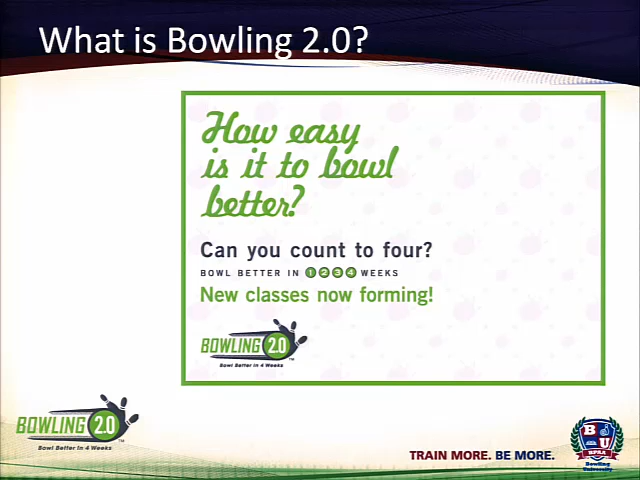 What is Bowling 2.0?
How easy
is it to bowl
better?
Can you count to four?
BOWL BETTER IN 1 2 3 4 WEEKS
New classes now forming!
BOWLING 2.0
Bowl Better In 4 Weeks
BOWLING 2.0 TM
Bowl Better In 4 Weeks
TRAIN MORE. BE MORE.
B U
BPAA
Bowling
University